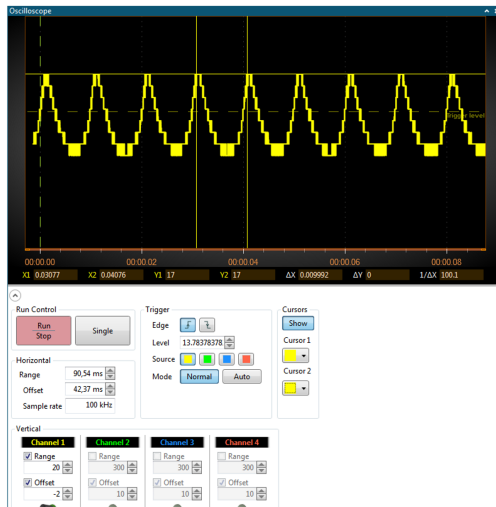 Oscilloscope
Trigger level
00:00.00 00:00.02 00:00.04 00:00.06 00:00.08
X1 0.03077 X2 0.04076 Y1 17 Y2 17 ΔX 0.009992 ΔY 0 1/ΔX 100.1
Run Control Trigger Cursors
Run
Stop
Single
Edge
Show
Level 13.78378378
Cursor 1
Source
Cursor 2
Mode Normal Auto
Horizontal
Range 90,54 ms
Offset 42,37 ms
Sample rate 100 kHz
Vertical
Channel 1 Channel 2 Channel 3 Channel 4
Range Range Range Range
20 300 300 300
Offset Offset Offset Offset
-2 10 10 10